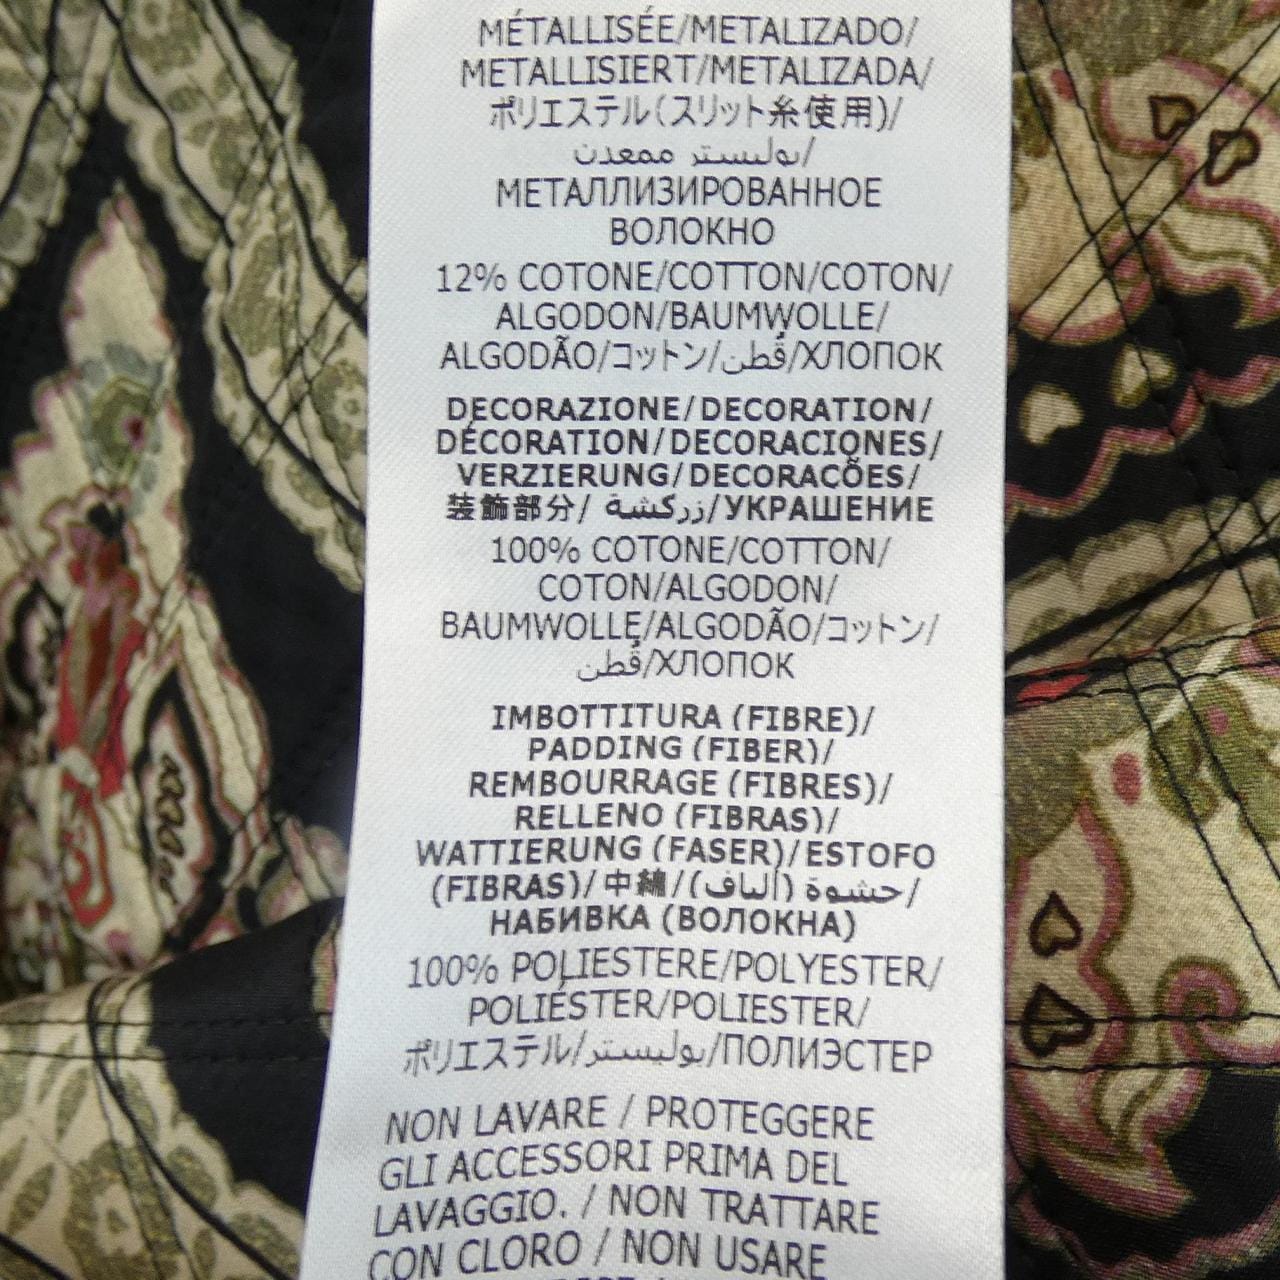 MÉTALLISÉE/METALIZADO/
METALLISIERT/METALIZADA/
ポリエステル(スリット糸使用)/
بوليستر ممعدن/
МЕТАЛЛИЗИРОВАННОЕ
ВОЛОКНО
12% COTONE/COTTON/COTON/
ALGODON/BAUMWOLLE/
ALGODÃO/コットン/قطن/ХЛОПОК
DECORAZIONE/DECORATION/
DÉCORATION/DECORACIONES/
VERZIERUNG/DECORACÕES/
装飾部分/زركشة/УКРАШЕНИЕ
100% COTONE/COTTON/
COTON/ALGODON/
BAUMWOLLE/ALGODÃO/コットン/
قطن/ХЛОПОК
IMBOTTITURA (FIBRE)/
PADDING (FIBER)/
REMBOURRAGE (FIBRES)/
RELLENO (FIBRAS)/
WATTIERUNG (FASER)/ESTOFO
(FIBRAS)/中綿/حشوة (ألياف)/
НАБИВКА (ВОЛОКНА)
100% POLIESTERE/POLYESTER/
POLIÉSTER/POLIESTER/
ポリエステル/بوليستر/ПОЛИЭСТЕР
NON LAVARE / PROTEGGERE
GLI ACCESSORI PRIMA DEL
LAVAGGIO. / NON TRATTARE
CON CLORO / NON USARE